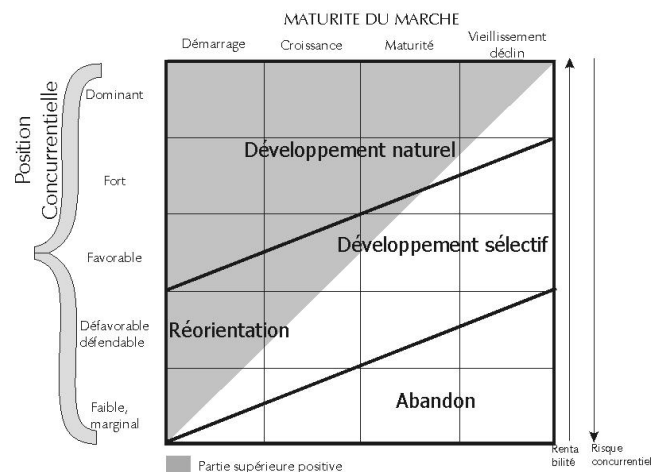 MATURITE DU MARCHE
Démarrage Croissance Maturité Vieillissement
déclin
Position
Concurrentielle
Dominant
Développement naturel
Fort
Développement sélectif
Favorable
Réorientation
Défavorable
défendable
Abandon
Faible,
marginal
Renta
bilité
Risque
concurrentiel
Partie supérieure positive